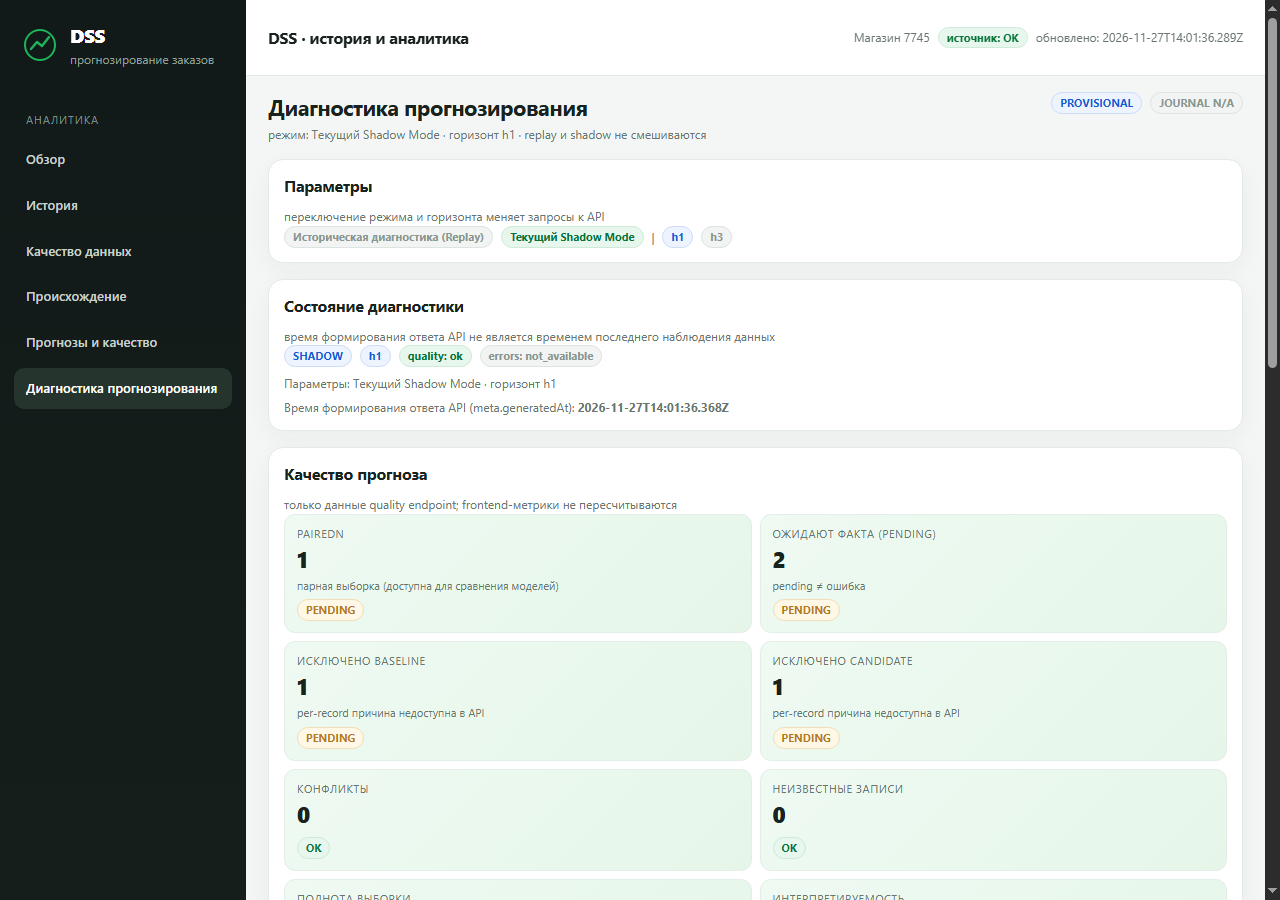 DSS
прогнозирование заказов
АНАЛИТИКА
Обзор
История
Качество данных
Происхождение
Прогнозы и качество
Диагностика прогнозирования
DSS · история и аналитика
Магазин 7745 источник: OK обновлено: 2026-11-27T14:01:36.289Z
Диагностика прогнозирования
PROVISIONAL JOURNAL N/A
режим: Текущий Shadow Mode · горизонт h1 · replay и shadow не смешиваются
Параметры
переключение режима и горизонта меняет запросы к API
Историческая диагностика (Replay) Текущий Shadow Mode | h1 h3
Состояние диагностики
время формирования ответа API не является временем последнего наблюдения данных
SHADOW h1 quality: ok errors: not_available
Параметры: Текущий Shadow Mode · горизонт h1
Время формирования ответа API (meta.generatedAt): 2026-11-27T14:01:36.368Z
Качество прогноза
только данные quality endpoint; frontend-метрики не пересчитываются
PAIREDN
1
парная выборка (доступна для сравнения моделей)
PENDING
ОЖИДАЮТ ФАКТА (PENDING)
2
pending ≠ ошибка
PENDING
ИСКЛЮЧЕНО BASELINE
1
per-record причина недоступна в API
PENDING
ИСКЛЮЧЕНО CANDIDATE
1
per-record причина недоступна в API
PENDING
КОНФЛИКТЫ
0
OK
НЕИЗВЕСТНЫЕ ЗАПИСИ
0
OK
ПОЛНОТА ВЫБОРКИ
ИНТЕРПРЕТИРУЕМОСТЬ